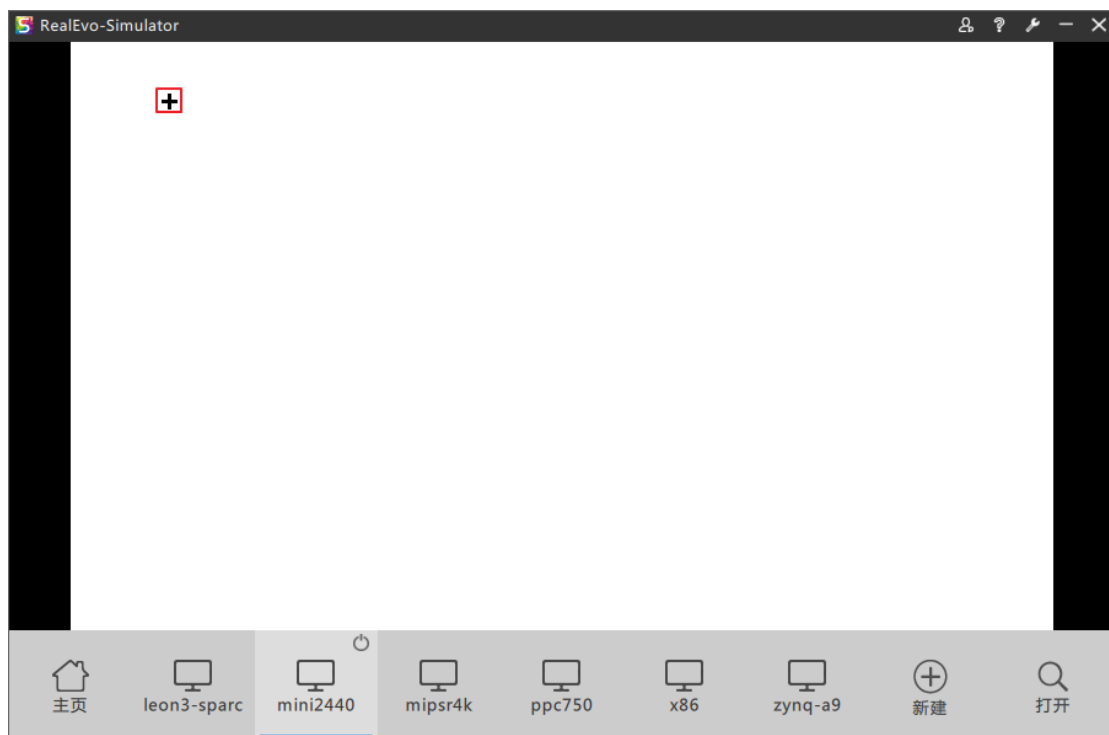 RealEvo-Simulator
主页
leon3-sparc
mini2440
mipsr4k
ppc750
x86
zynq-a9
新建
打开